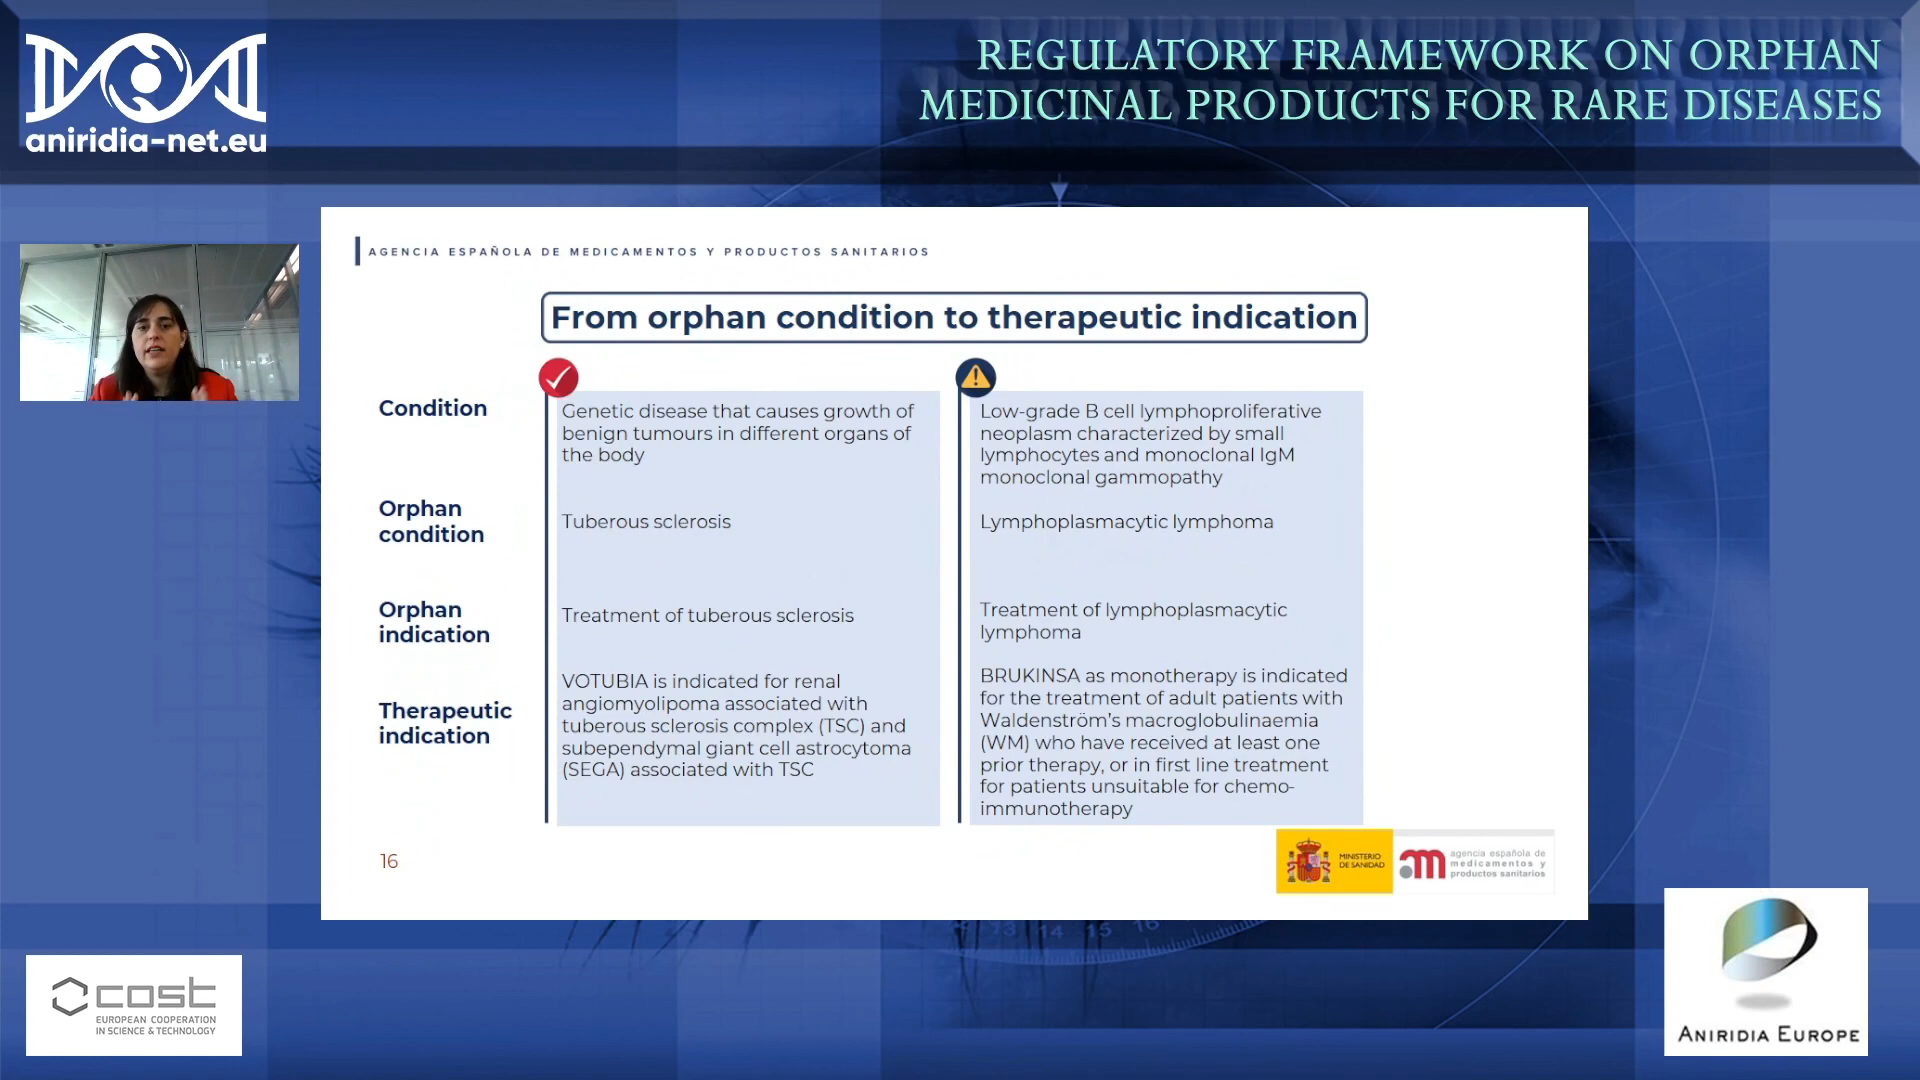 REGULATORY FRAMEWORK ON ORPHAN
MEDICINAL PRODUCTS FOR RARE DISEASES
aniridia-net.eu
AGENCIA ESPAÑOLA DE MEDICAMENTOS Y PRODUCTOS SANITARIOS
From orphan condition to therapeutic indication
Condition
Genetic disease that causes growth of
benign tumours in different organs of
the body
Low-grade B cell lymphoproliferative
neoplasm characterized by small
lymphocytes and monoclonal IgM
monoclonal gammopathy
Orphan
condition
Tuberous sclerosis
Lymphoplasmacytic lymphoma
Orphan
indication
Treatment of tuberous sclerosis
Treatment of lymphoplasmacytic
lymphoma
Therapeutic
indication
VOTUBIA is indicated for renal
angiomyolipoma associated with
tuberous sclerosis complex (TSC) and
subependymal giant cell astrocytoma
(SEGA) associated with TSC
BRUKINSA as monotherapy is indicated
for the treatment of adult patients with
Waldenström's macroglobulinaemia
(WM) who have received at least one
prior therapy, or in first line treatment
for patients unsuitable for chemo-
immunotherapy
16
MINISTERIO
DE SANIDAD
agencia española de
medicamentos y
productos sanitarios
13 14 15 16
cost
EUROPEAN COOPERATION
IN SCIENCE & TECHNOLOGY
ANIRIDIA EUROPE